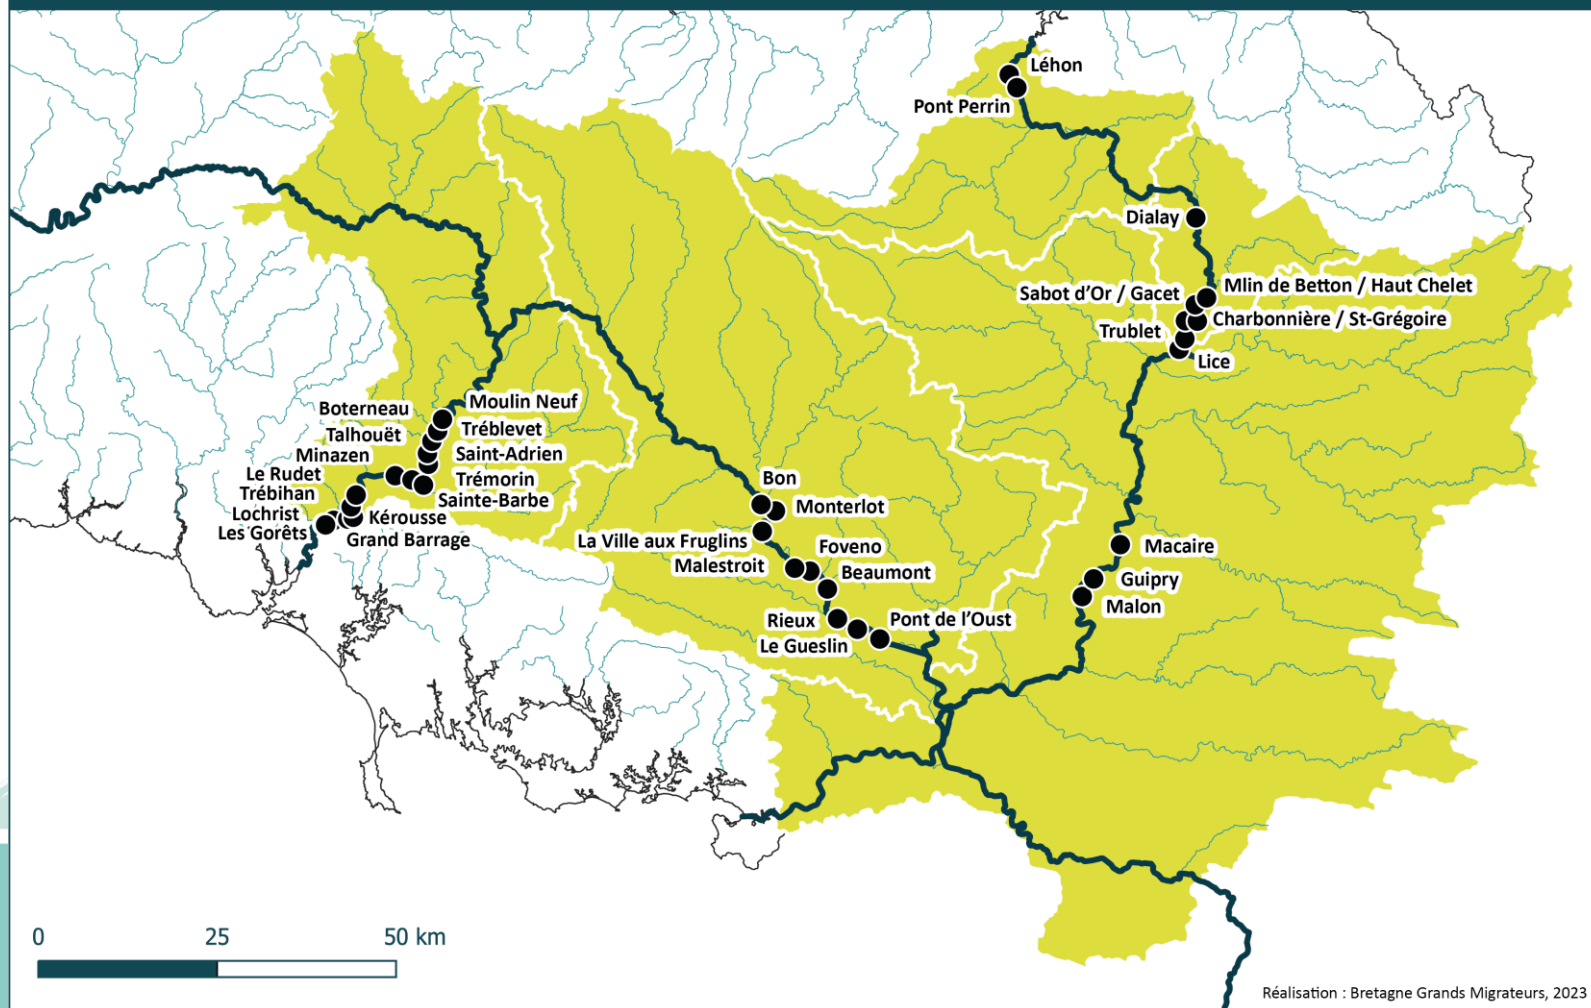 Léhon
Pont Perrin
Dialay
Sabot d'Or / Gacet
Mlin de Betton / Haut Chelet
Charbonnière / St-Grégoire
Trublet
Lice
Boterneau
Moulin Neuf
Talhouët
Tréblevet
Minazen
Saint-Adrien
Le Rudet
Trémorin
Trébihan
Sainte-Barbe
Lochrist
Kérousse
Les Gorêts
Grand Barrage
Bon
Monterlot
La Ville aux Fruglins
Foveno
Malestroit
Beaumont
Rieux
Pont de l'Oust
Le Gueslin
Macaire
Guipry
Malon
0 25 50 km
Réalisation : Bretagne Grands Migrateurs, 2023